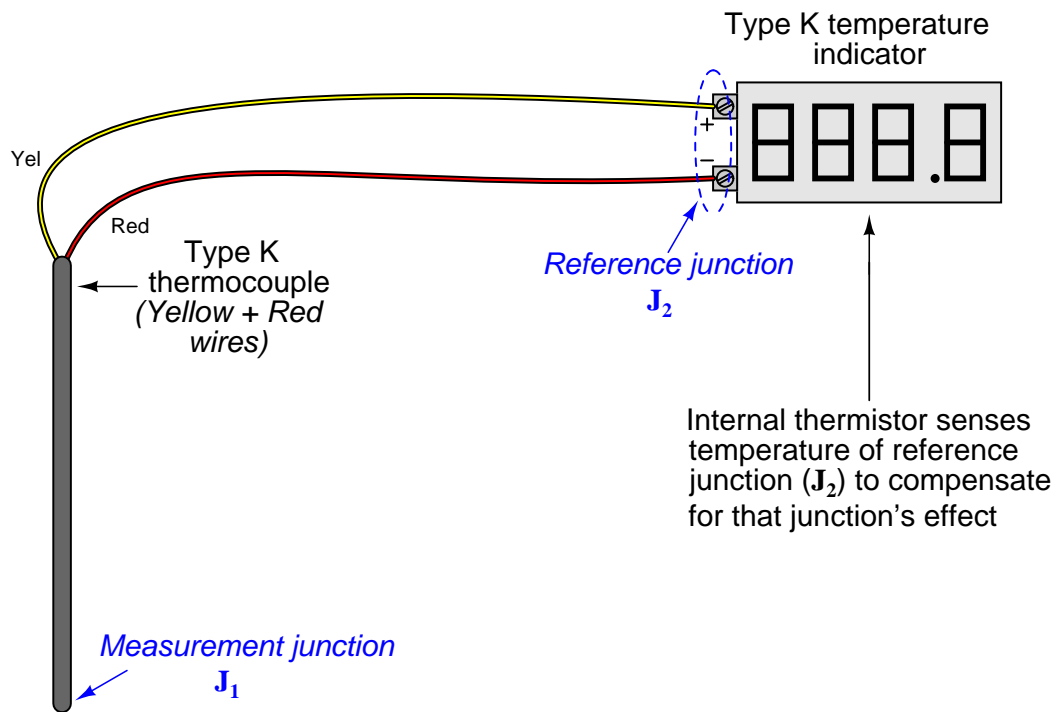 Type K temperature
indicator
Yel
+
–
Red
Type K
thermocouple
(Yellow + Red
wires)
Reference junction
J2
Internal thermistor senses
temperature of reference
junction (J2) to compensate
for that junction's effect
Measurement junction
J1
8888.8